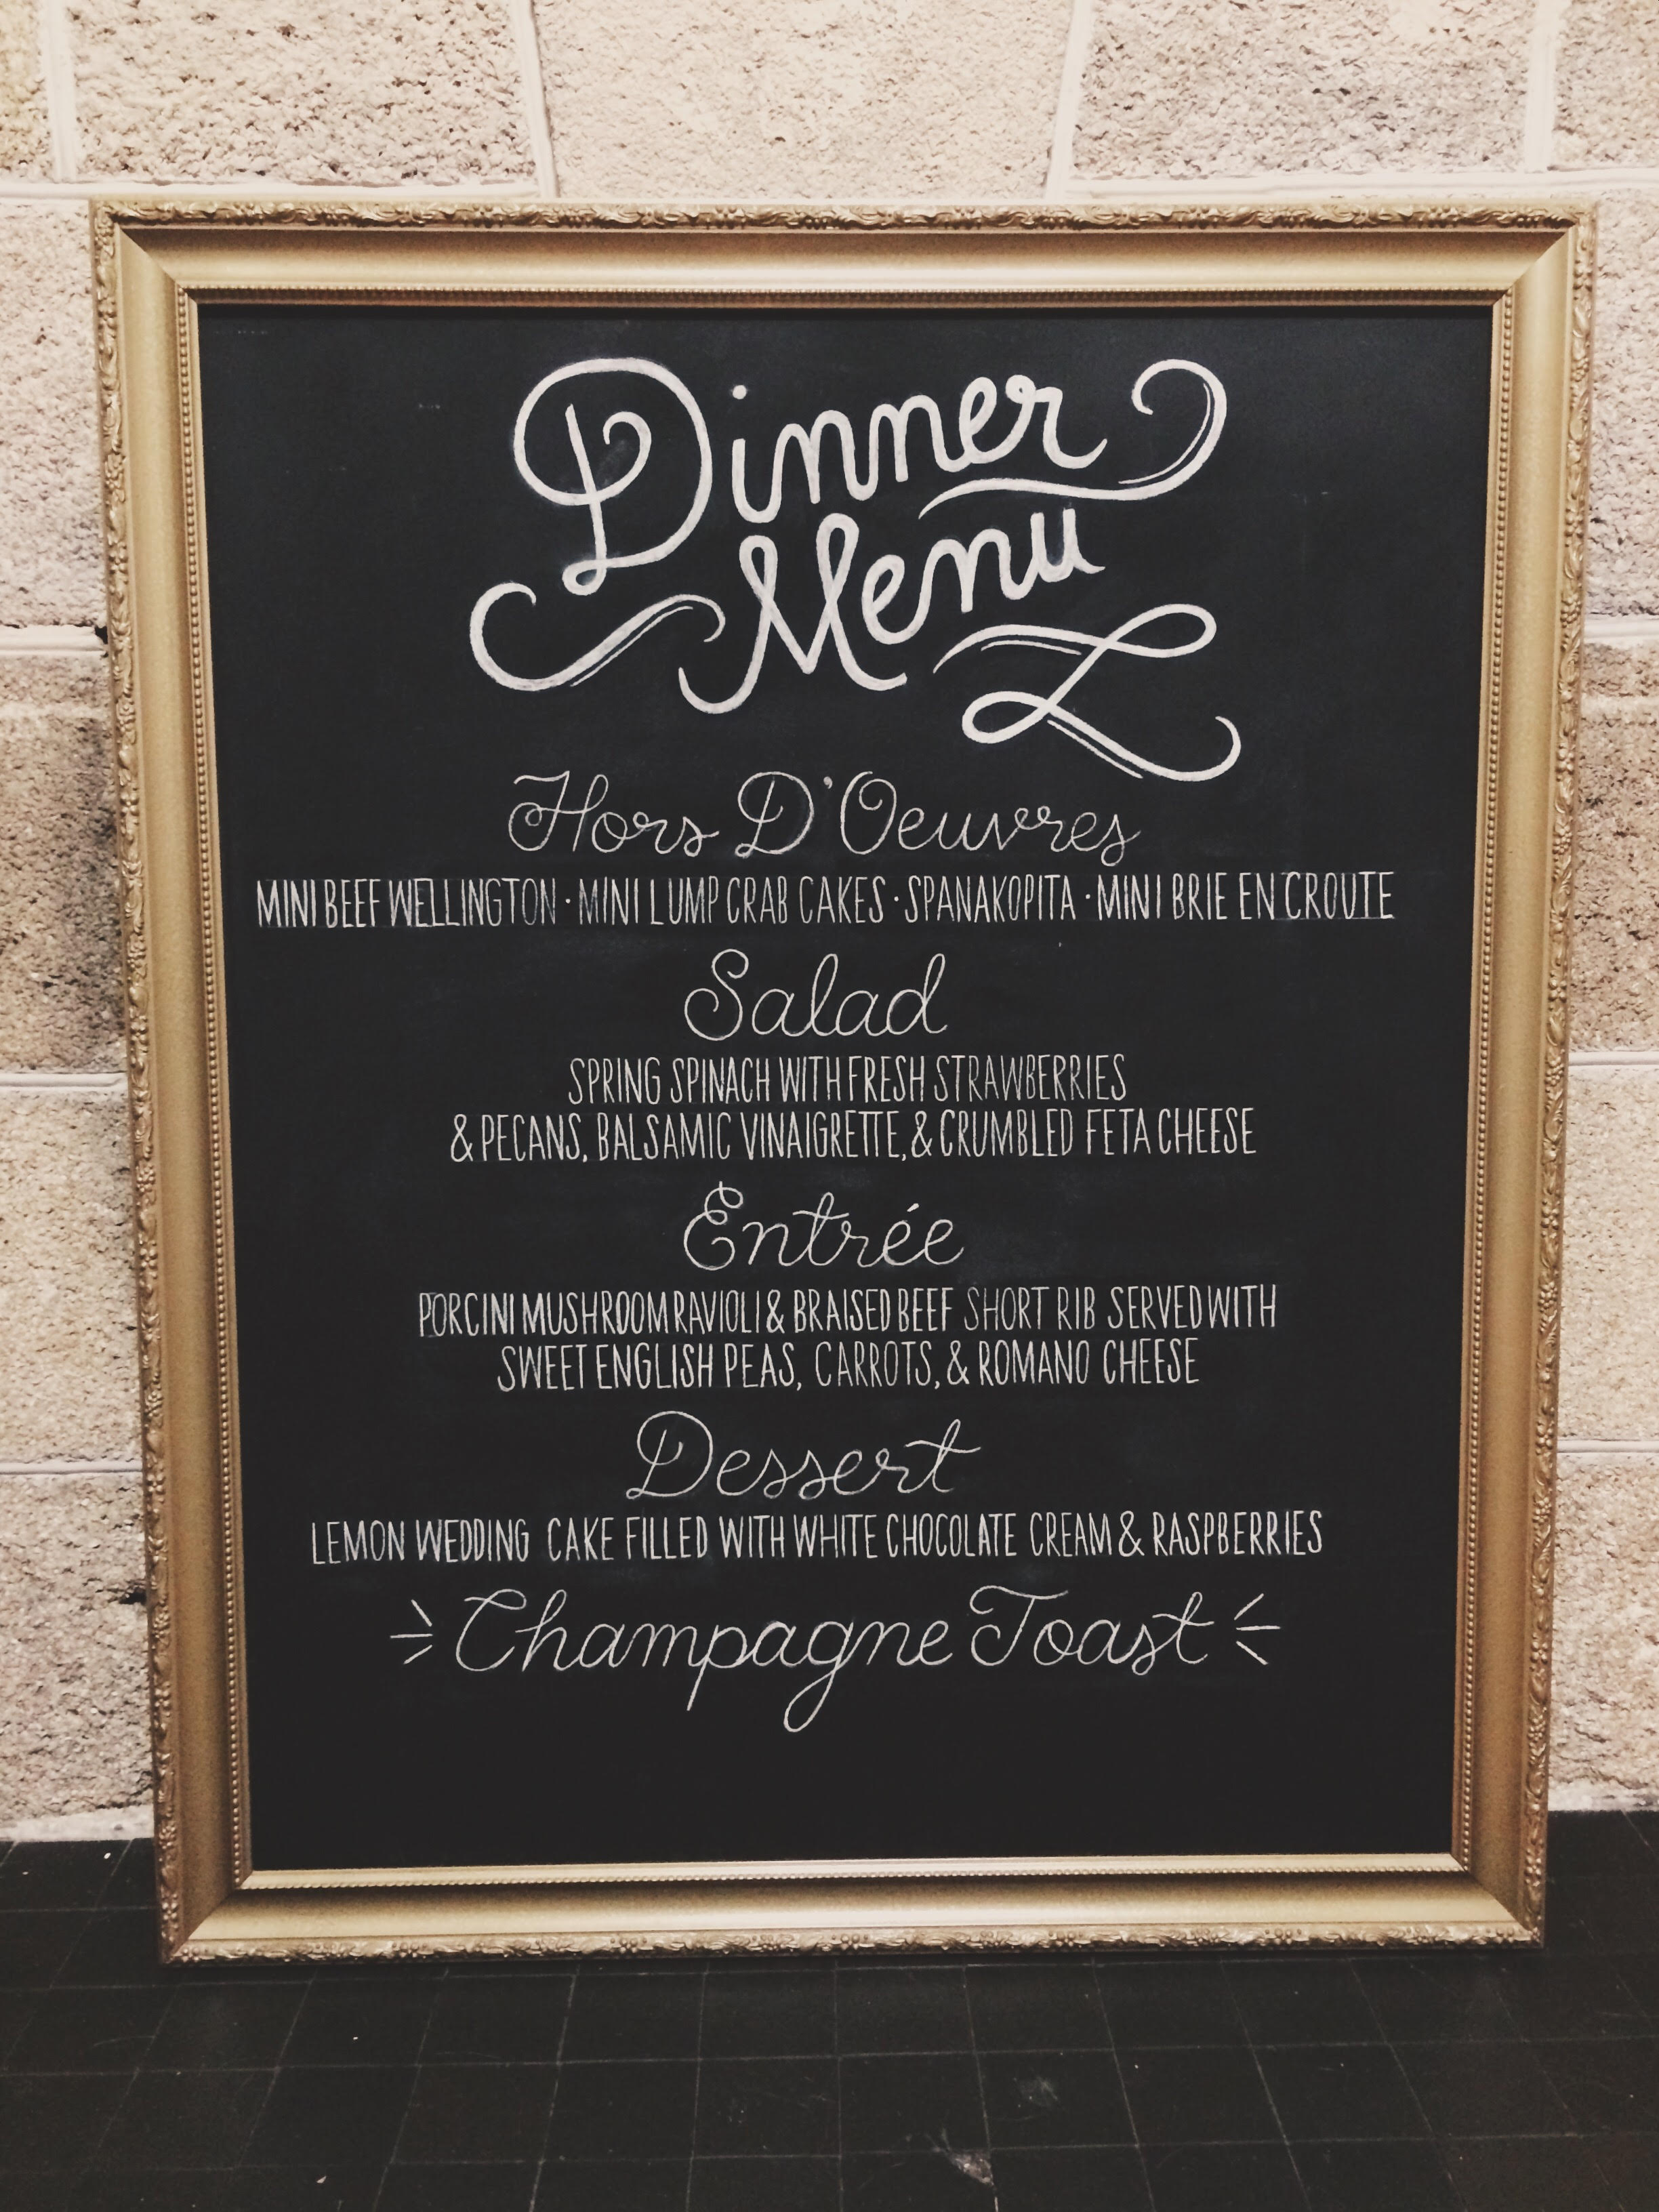 Dinner
Menu
Hors D'Oeuvres
MINI BEEF WELLINGTON · MINI LUMP CRAB CAKES · SPANAKOPITA · MINI BRIE EN CROUTE
Salad
SPRING SPINACH WITH FRESH STRAWBERRIES
& PECANS, BALSAMIC VINAIGRETTE, & CRUMBLED FETA CHEESE
Entrée
PORCINI MUSHROOM RAVIOLI & BRAISED BEEF SHORT RIB SERVED WITH
SWEET ENGLISH PEAS, CARROTS, & ROMANO CHEESE
Dessert
LEMON WEDDING CAKE FILLED WITH WHITE CHOCOLATE CREAM & RASPBERRIES
Champagne Toast